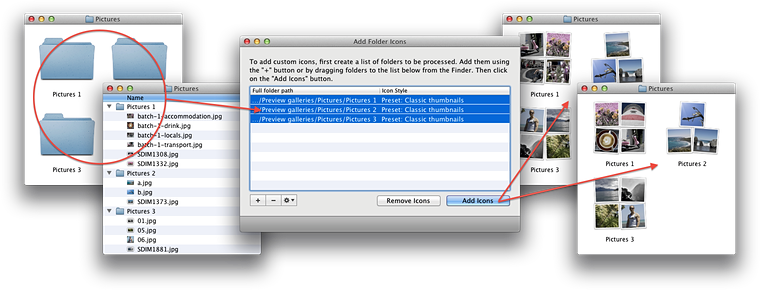 Pictures
Pictures 1
Pictures 3
Pictures
Name
Pictures 1
batch-1-accommodation.jpg
batch-1-drink.jpg
batch-1-locals.jpg
batch-1-transport.jpg
SDIM1308.jpg
SDIM1332.jpg
Pictures 2
a.jpg
b.jpg
SDIM1373.jpg
Pictures 3
01.jpg
05.jpg
06.jpg
SDIM1881.jpg
Add Folder Icons
To add custom icons, first create a list of folders to be processed. Add them using
the "+" button or by dragging folders to the list below from the Finder. Then click
on the "Add Icons" button.
Full folder path Icon Style
.../Preview galleries/Pictures/Pictures 1 Preset: Classic thumbnails
.../Preview galleries/Pictures/Pictures 2 Preset: Classic thumbnails
.../Preview galleries/Pictures/Pictures 3 Preset: Classic thumbnails
+ − Remove Icons Add Icons
Pictures
Pictures 1
Pictures 3
Pictures
Pictures 1
Pictures 2
Pictures 3